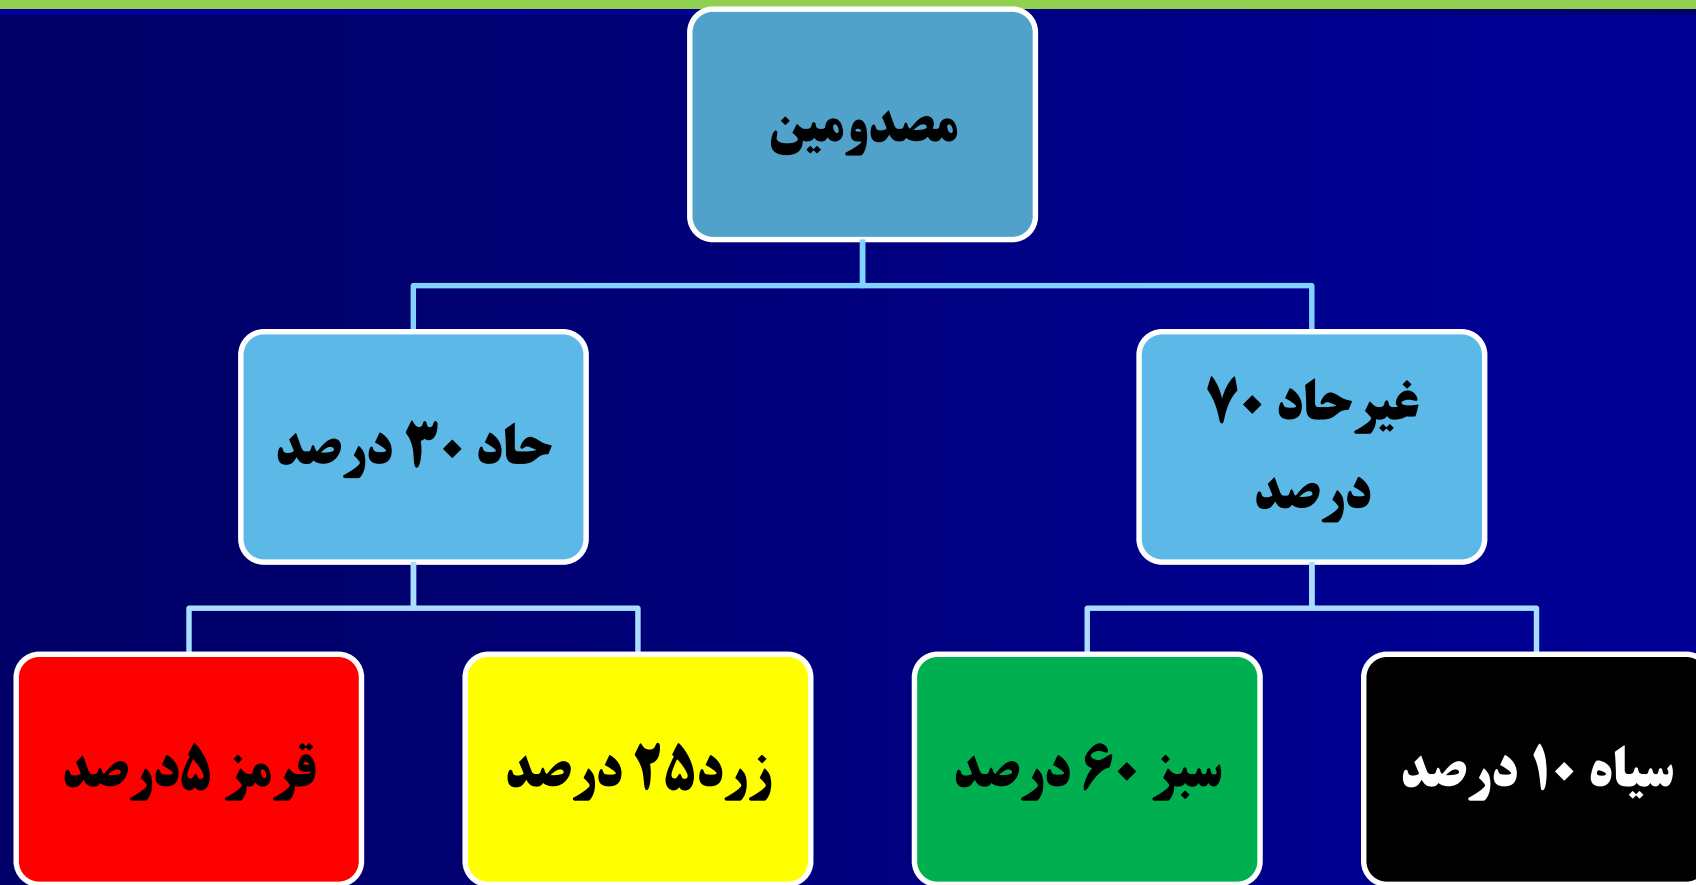 مصدومین
غیرحاد ۷۰
درصد
حاد ۳۰ درصد
سیاه ۱۰ درصد
سبز ۶۰ درصد
زرد۲۵ درصد
قرمز ۵درصد